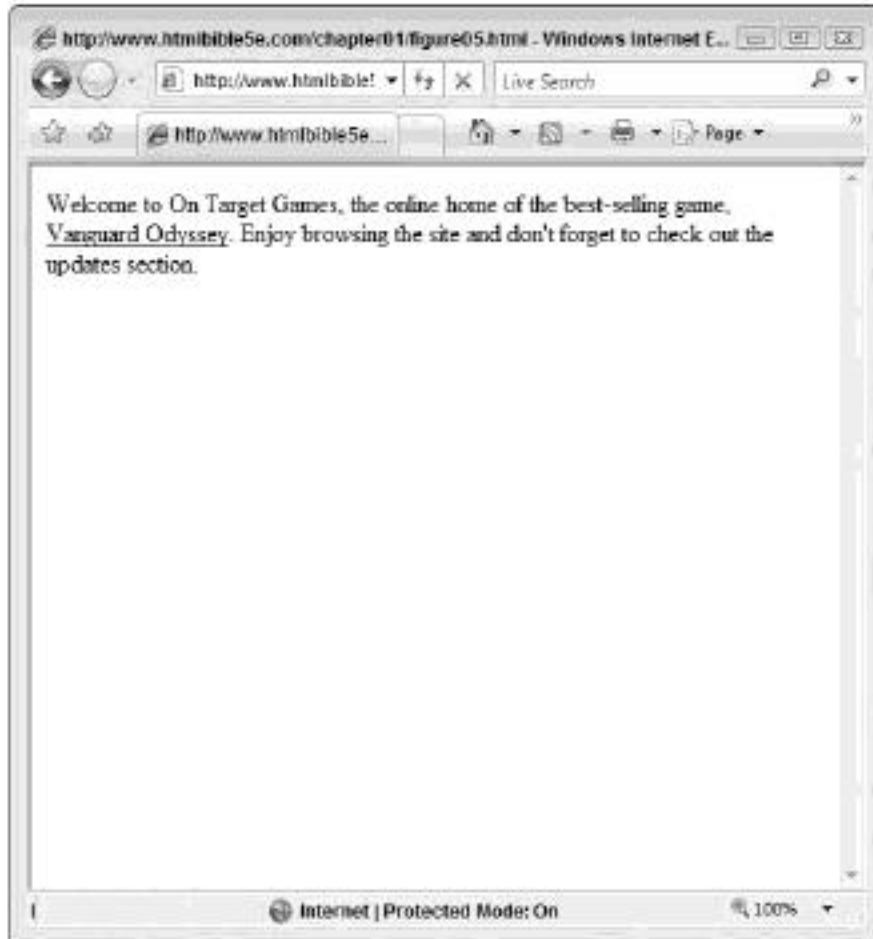 http://www.htmlbible5e.com/chapter01/figure05.html - Windows Internet E...
http://www.htmlbible!
Live Search
http://www.htmlbible5e...
Page
Welcome to On Target Games, the online home of the best-selling game,
Vanguard Odyssey. Enjoy browsing the site and don't forget to check out the
updates section.
Internet | Protected Mode: On
100%